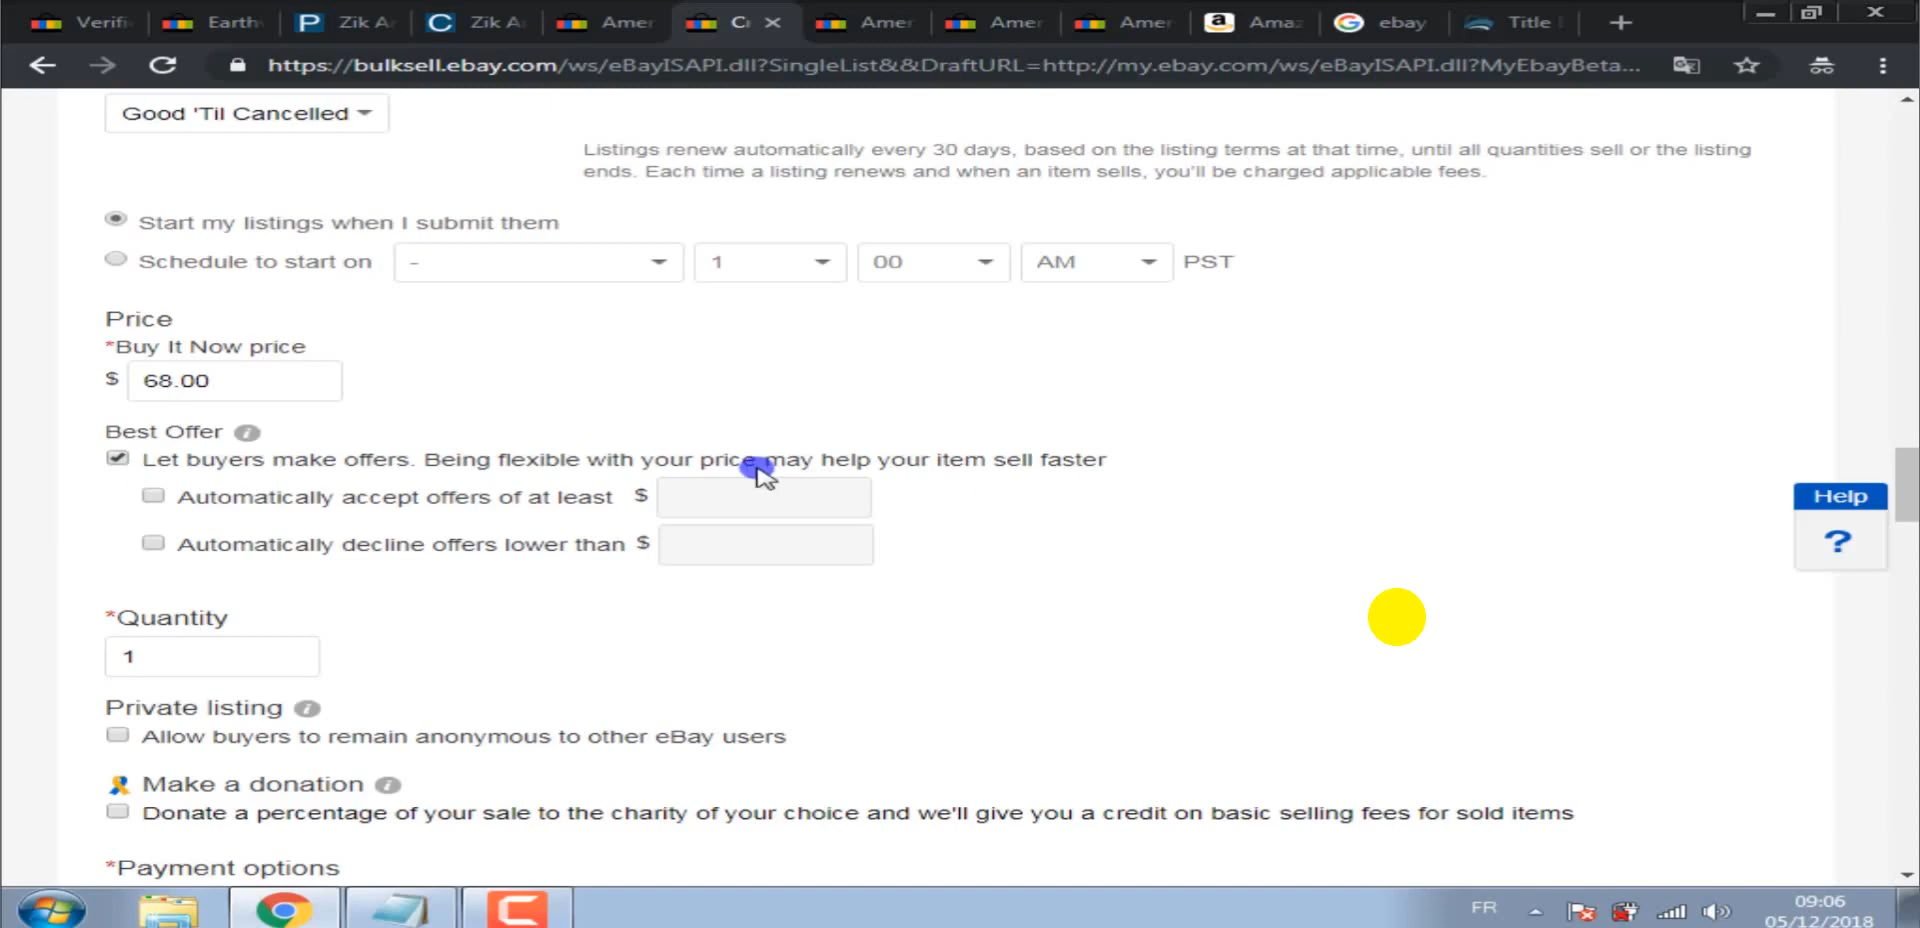 Verifi Earth Zik A Zik A Amer C Amer Amer Amer Amaz ebay Title
https://bulksell.ebay.com/ws/eBayISAPI.dll?SingleList&&DraftURL=http://my.ebay.com/ws/eBayISAPI.dll?MyEbayBeta...
Good 'Til Cancelled
Listings renew automatically every 30 days, based on the listing terms at that time, until all quantities sell or the listing
ends. Each time a listing renews and when an item sells, you'll be charged applicable fees.
Start my listings when I submit them
Schedule to start on - 1 00 AM PST
Price
*Buy It Now price
$ 68.00
Best Offer
Let buyers make offers. Being flexible with your price may help your item sell faster
Automatically accept offers of at least $
Automatically decline offers lower than $
Help
?
*Quantity
1
Private listing
Allow buyers to remain anonymous to other eBay users
Make a donation
Donate a percentage of your sale to the charity of your choice and we'll give you a credit on basic selling fees for sold items
*Payment options
FR 09:06
05/12/2018